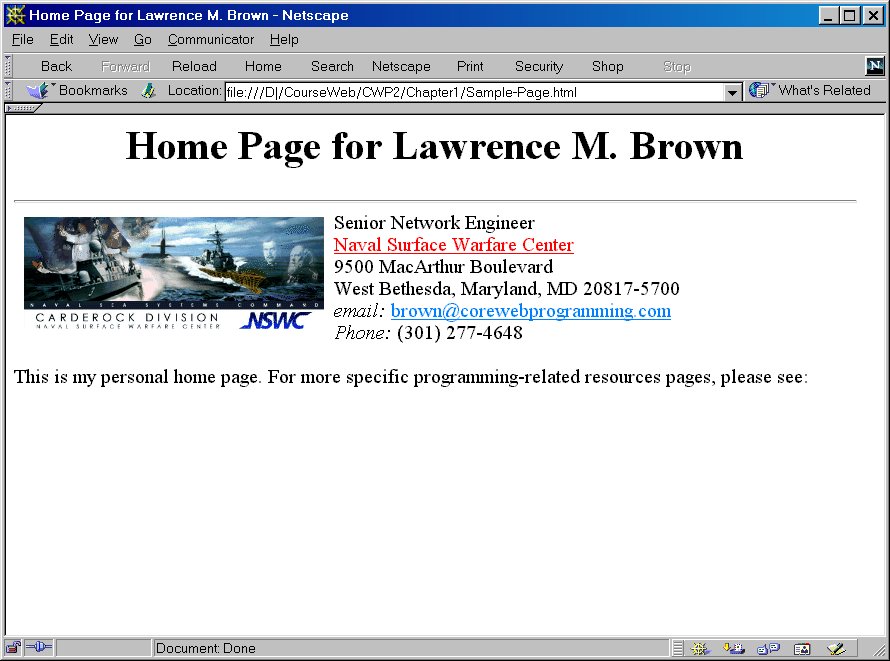 Home Page for Lawrence M. Brown - Netscape
File Edit View Go Communicator Help
Back Forward Reload Home Search Netscape Print Security Shop Stop
N
Bookmarks Location: file:///D|/CourseWeb/CWP2/Chapter1/Sample-Page.html What's Related
Home Page for Lawrence M. Brown
NAVAL SEA SYSTEMS COMMAND
CARDEROCK DIVISION
NAVAL SURFACE WARFARE CENTER
NSWC
Senior Network Engineer
Naval Surface Warfare Center
9500 MacArthur Boulevard
West Bethesda, Maryland, MD 20817-5700
email: brown@corewebprogramming.com
Phone: (301) 277-4648
This is my personal home page. For more specific programming-related resources pages, please see:
Document: Done